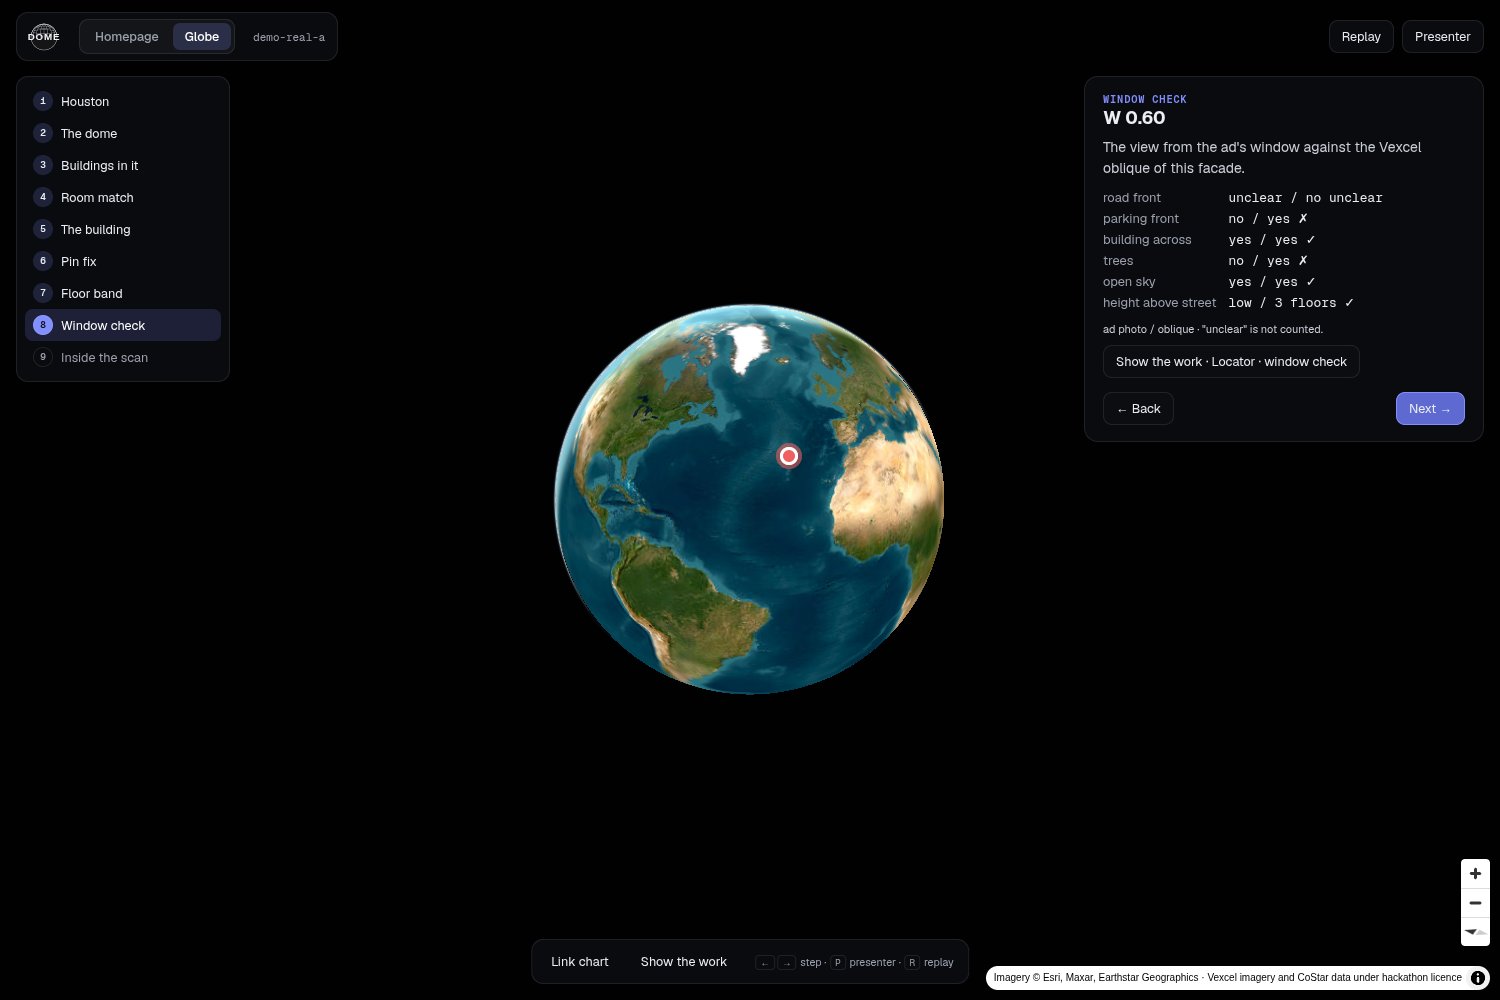 DOME
Homepage
Globe
demo-real-a
Replay
Presenter
1 Houston
2 The dome
3 Buildings in it
4 Room match
5 The building
6 Pin fix
7 Floor band
8 Window check
9 Inside the scan
WINDOW CHECK
W 0.60
The view from the ad's window against the Vexcel
oblique of this facade.
road front unclear / no unclear
parking front no / yes ✗
building across yes / yes ✓
trees no / yes ✗
open sky yes / yes ✓
height above street low / 3 floors ✓
ad photo / oblique · "unclear" is not counted.
Show the work · Locator · window check
← Back
Next →
Link chart
Show the work
← → step · P presenter · R replay
Imagery © Esri, Maxar, Earthstar Geographics · Vexcel imagery and CoStar data under hackathon licence